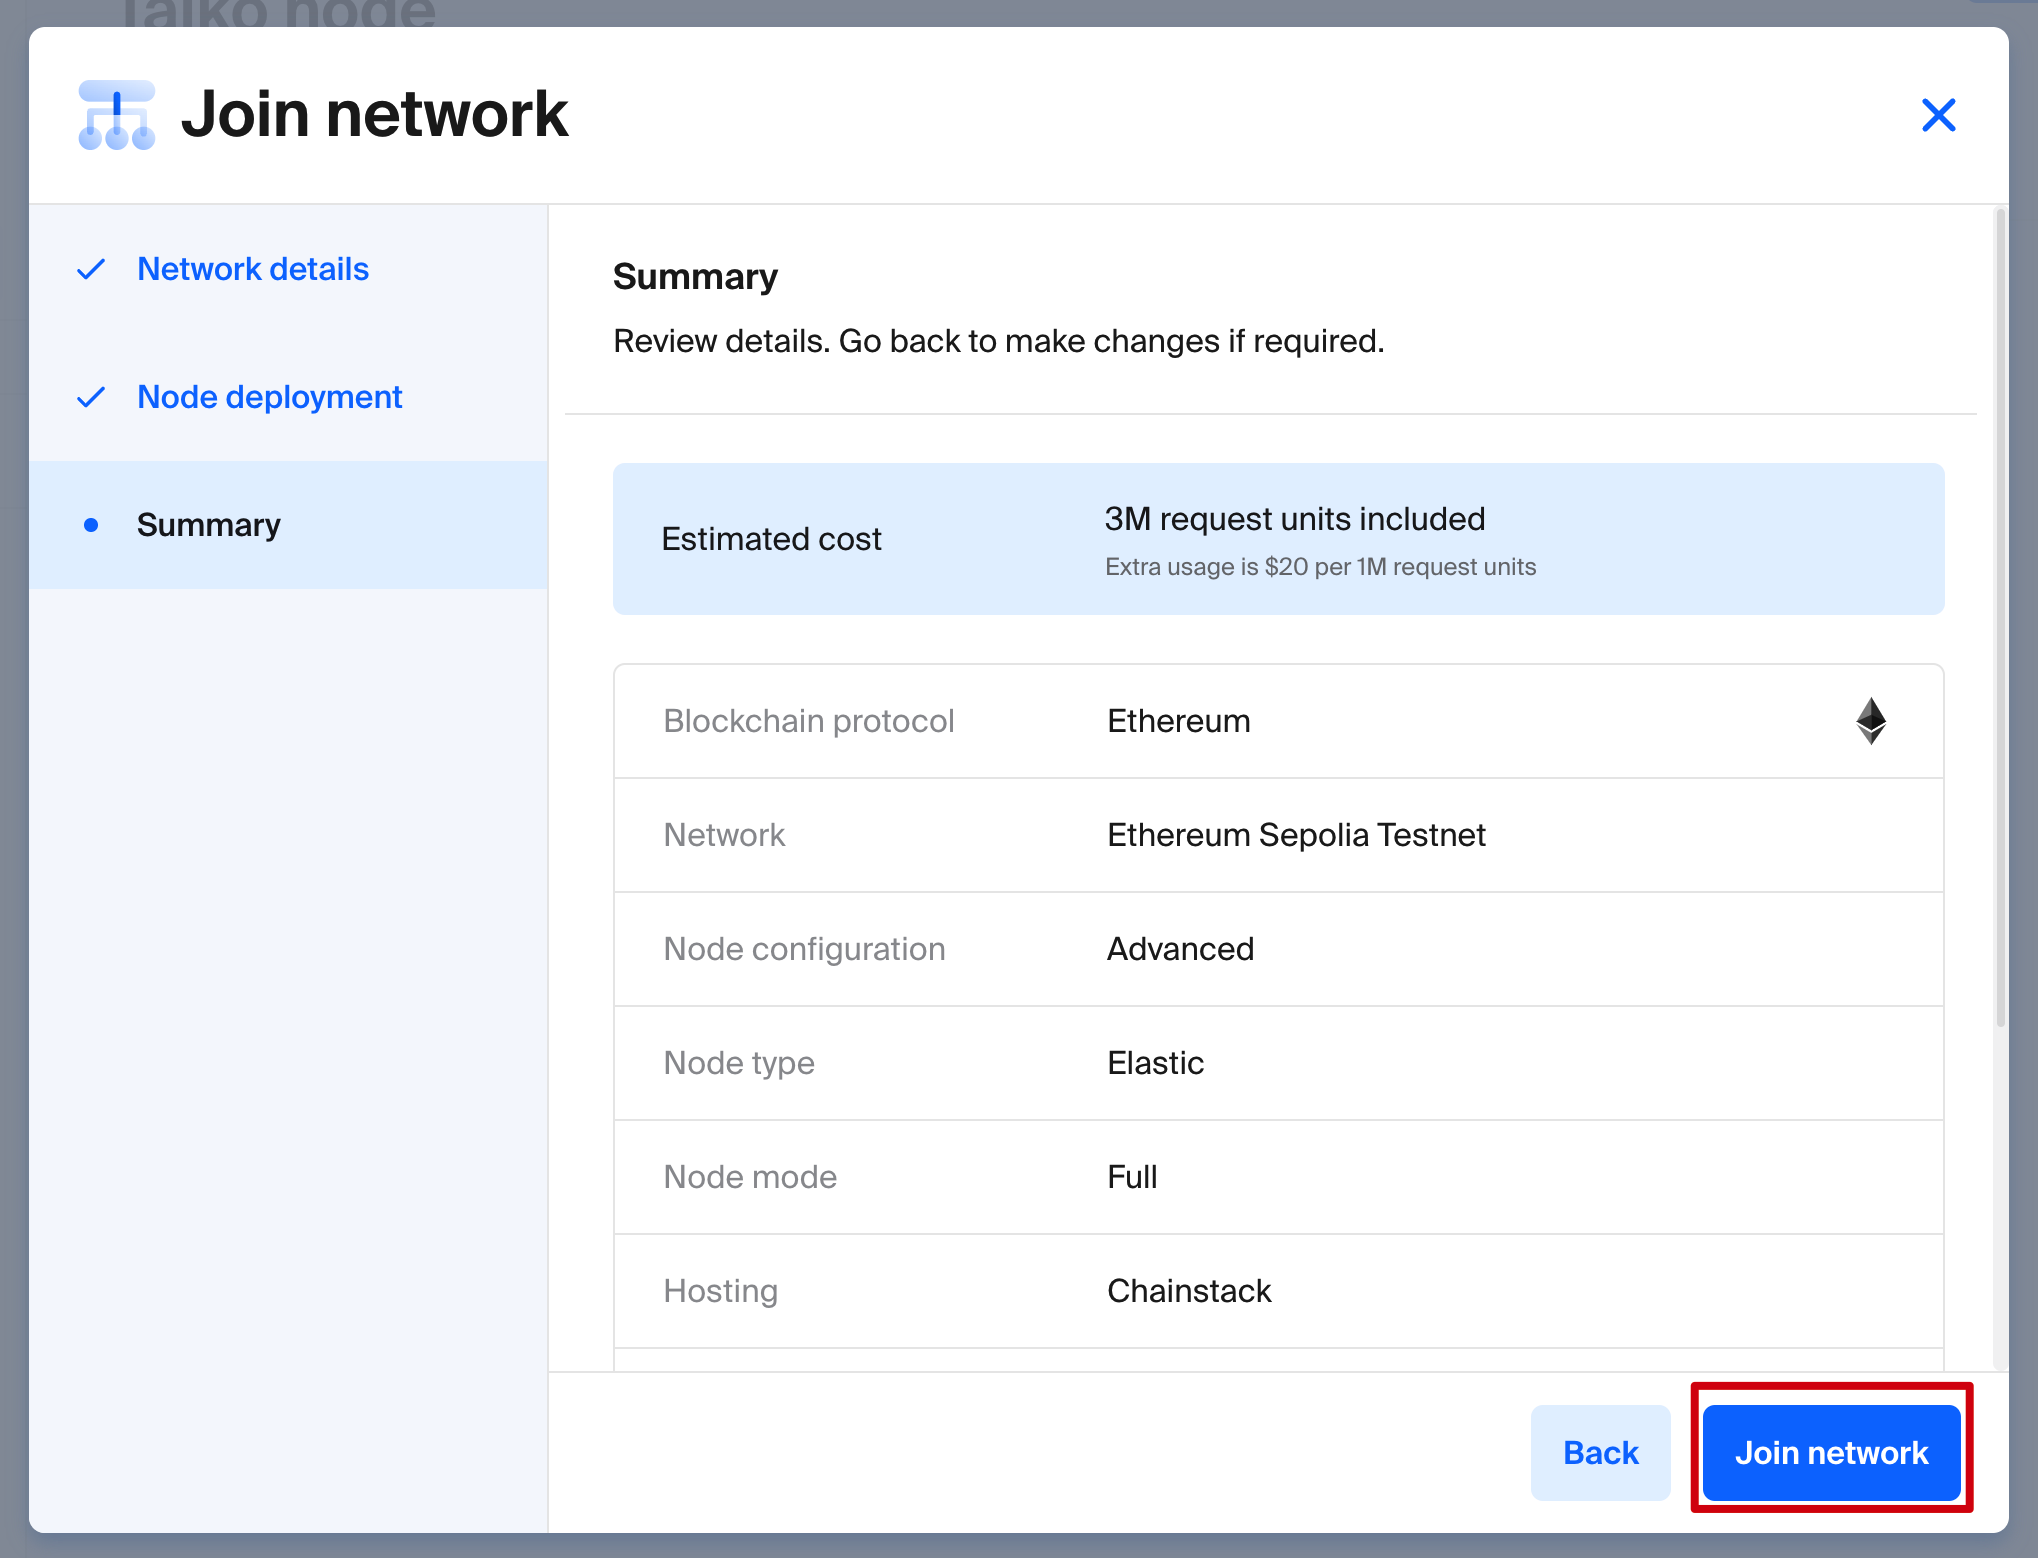 Taiko node
Join network
Network details
Node deployment
Summary
Summary
Review details. Go back to make changes if required.
Estimated cost
3M request units included
Extra usage is $20 per 1M request units
Blockchain protocol
Ethereum
Network
Ethereum Sepolia Testnet
Node configuration
Advanced
Node type
Elastic
Node mode
Full
Hosting
Chainstack
Back
Join network